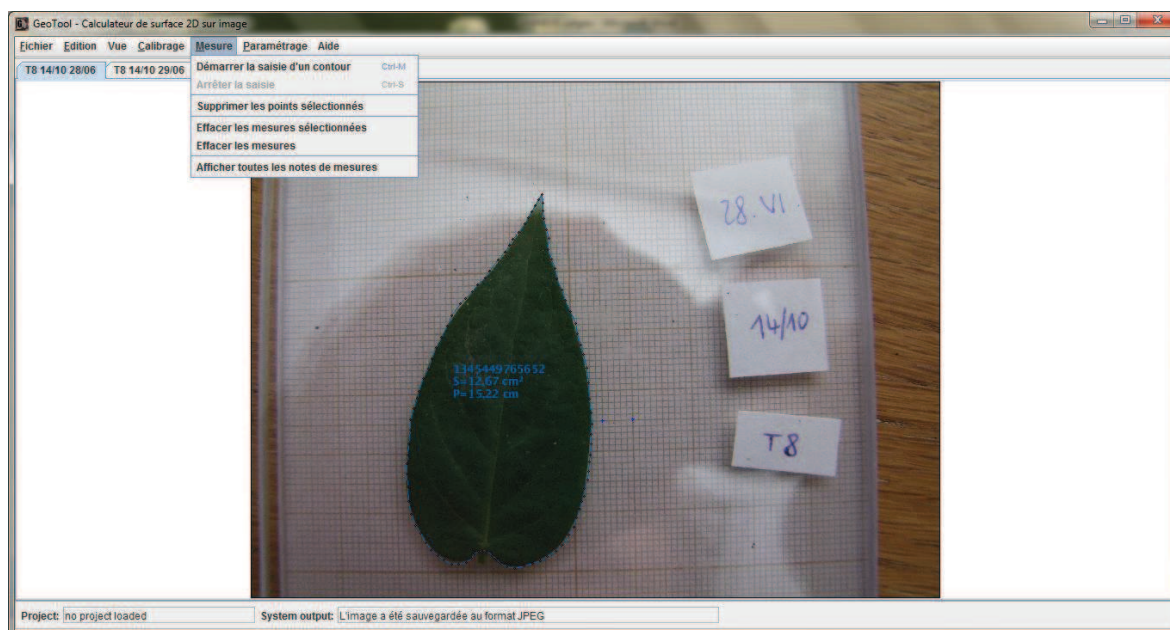 GeoTool - Calculateur de surface 2D sur image
Fichier Edition Vue Calibrage Mesure Paramétrage Aide
T8 14/10 28/06 T8 14/10 29/06
Démarrer la saisie d'un contour Ctrl-M
Arrêter la saisie Ctrl-S
Supprimer les points sélectionnés
Effacer les mesures sélectionnées
Effacer les mesures
Afficher toutes les notes de mesures
28.VI.
14/10
1345449765652
S=12,67 cm²
P=15,22 cm
T8
Project: no project loaded System output: L'image a été sauvegardée au format JPEG